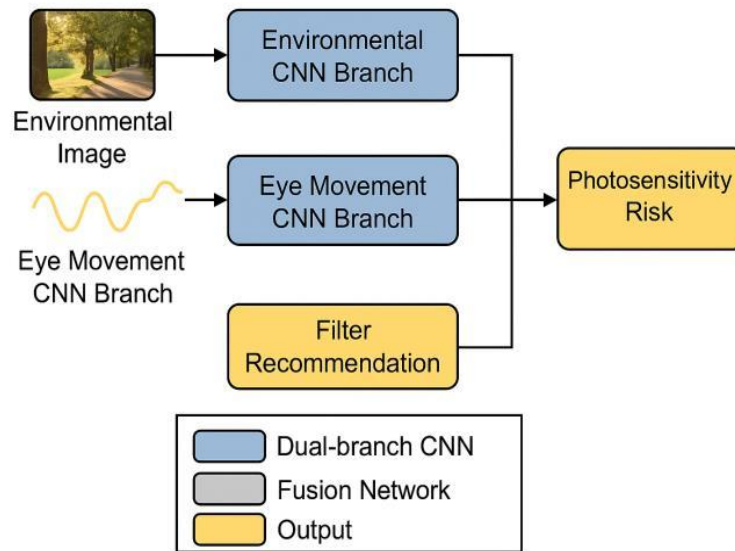 Environmental
CNN Branch
Environmental
Image
Eye Movement
CNN Branch
Photosensitivity
Risk
Eye Movement
CNN Branch
Filter
Recommendation
Dual-branch CNN
Fusion Network
Output